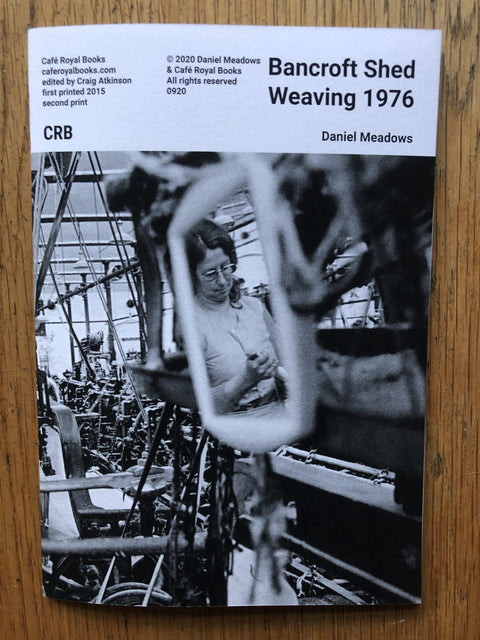 Café Royal Books
caferoyalbooks.com
edited by Craig Atkinson
first printed 2015
second print
© 2020 Daniel Meadows
& Café Royal Books
All rights reserved
0920
Bancroft Shed
Weaving 1976
CRB
Daniel Meadows